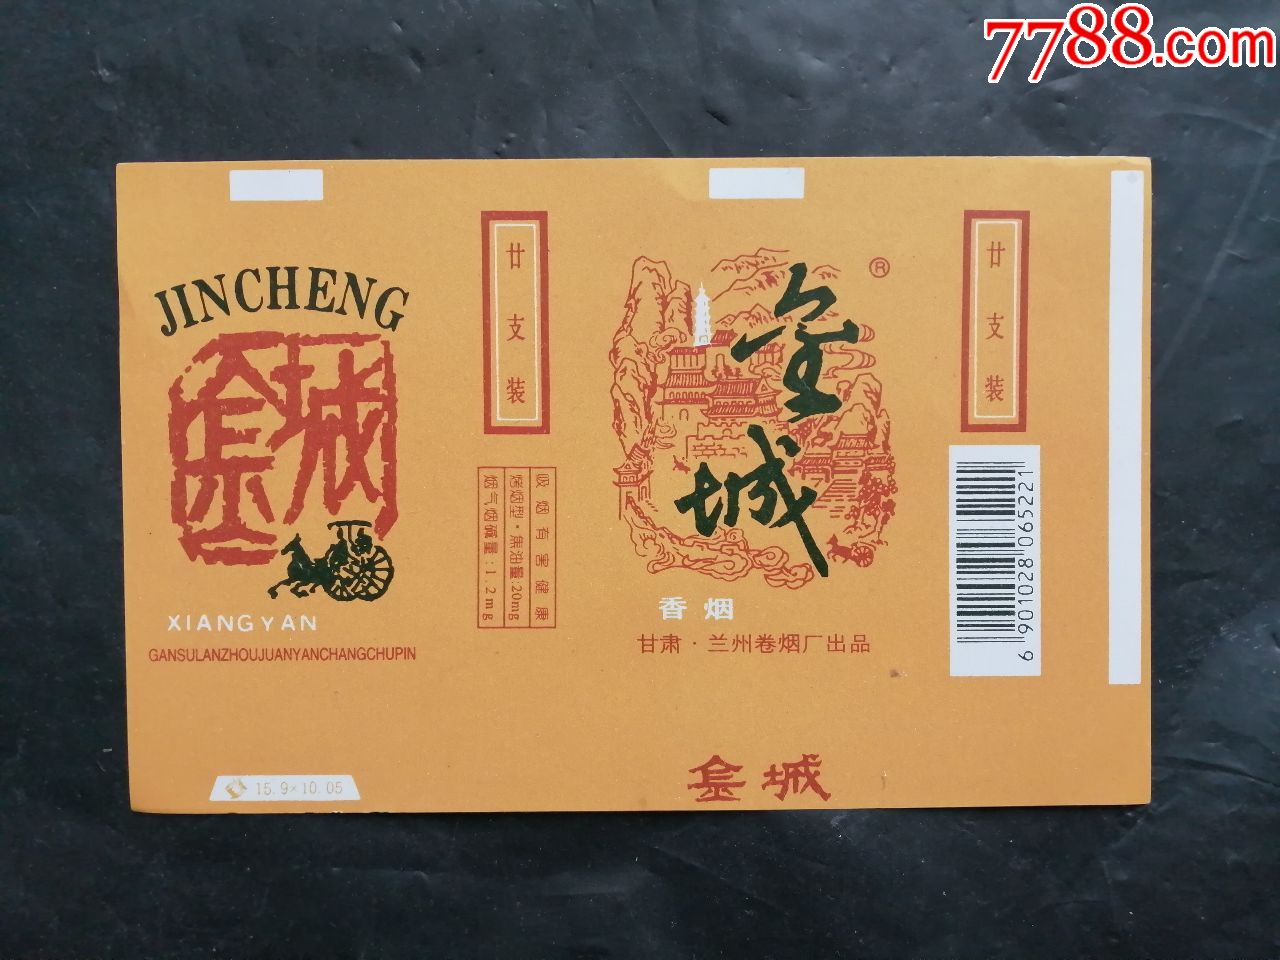 7788.com
JINCHENG
金城
XIANGYAN
GANSULANZHOUJUANYANCHANGCHUPIN
15.9×10.05
廿支装
吸烟有害健康
烤烟型·焦油量:20mg
烟气烟碱量:1.2mg
®
金城
香烟
甘肃·兰州卷烟厂出品
金城
廿支装
6 901028 065221